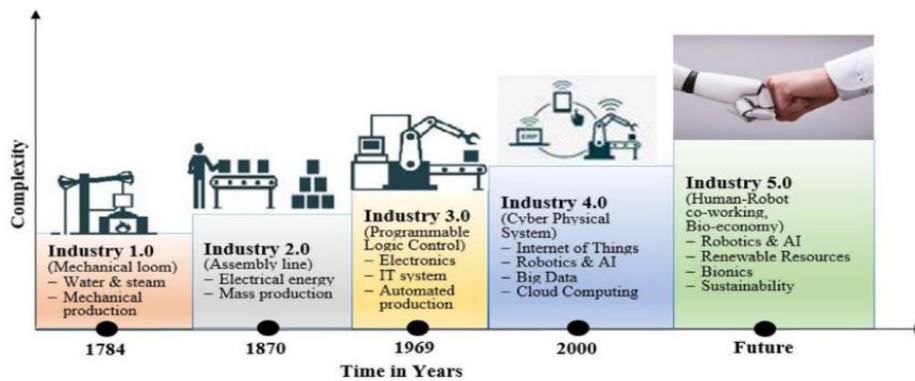 Complexity
Industry 1.0
(Mechanical loom)
– Water & steam
– Mechanical
production
Industry 2.0
(Assembly line)
– Electrical energy
– Mass production
Industry 3.0
(Programmable
Logic Control)
– Electronics
– IT system
– Automated
production
ERP
Industry 4.0
(Cyber Physical
System)
– Internet of Things
– Robotics & AI
– Big Data
– Cloud Computing
Industry 5.0
(Human-Robot
co-working,
Bio-economy)
– Robotics & AI
– Renewable Resources
– Bionics
– Sustainability
1784
1870
1969
2000
Future
Time in Years